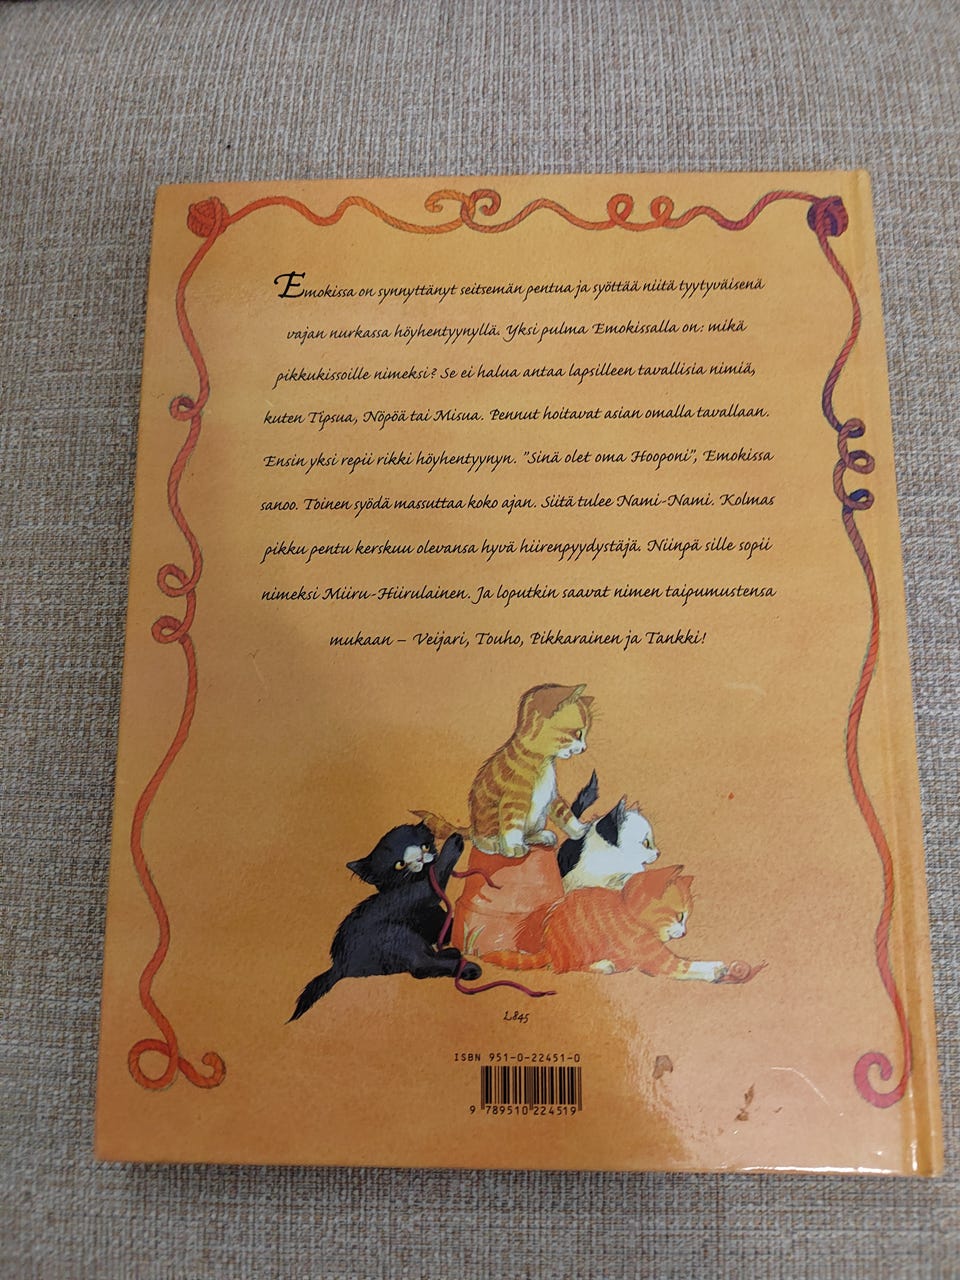 Emokissa on synnyttänyt seitsemän pentua ja syöttää niitä tyytyväisenä
vajan nurkassa höyhentyynyllä. Yksi pulma Emokissalla on: mikä
pikkukissoille nimeksi? Se ei halua antaa lapsilleen tavallisia nimiä,
kuten Tipsua, Nöpöä tai Misua. Pennut hoitavat asian omalla tavallaan.
Ensin yksi repii rikki höyhentyynyn. "Sinä olet oma Hooponi", Emokissa
sanoo. Toinen syödä massuttaa koko ajan. Siitä tulee Nami-Nami. Kolmas
pikku pentu kerskuu olevansa hyvä hiirenpyydystäjä. Niinpä sille sopii
nimeksi Miiru-Hiirulainen. Ja loputkin saavat nimen taipumustensa
mukaan – Veijari, Touho, Pikkarainen ja Tankki!
L845
ISBN 951-0-22451-0
9 789510 224519